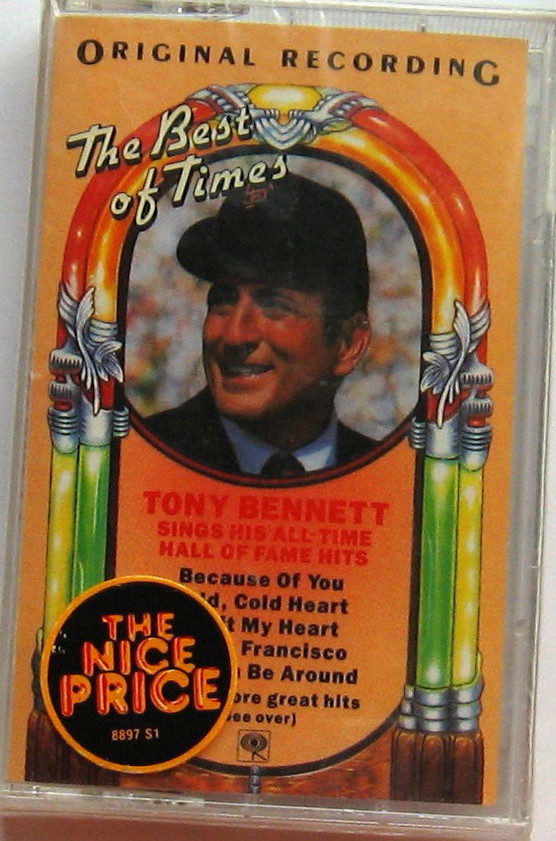 ORIGINAL RECORDING
The Best
of Times
SF
TONY BENNETT
SINGS HIS ALL-TIME
HALL OF FAME HITS
Because Of You
d, Cold Heart
t My Heart
Francisco
Be Around
ore great hits
see over)
THE
NICE
PRICE
8897 S1